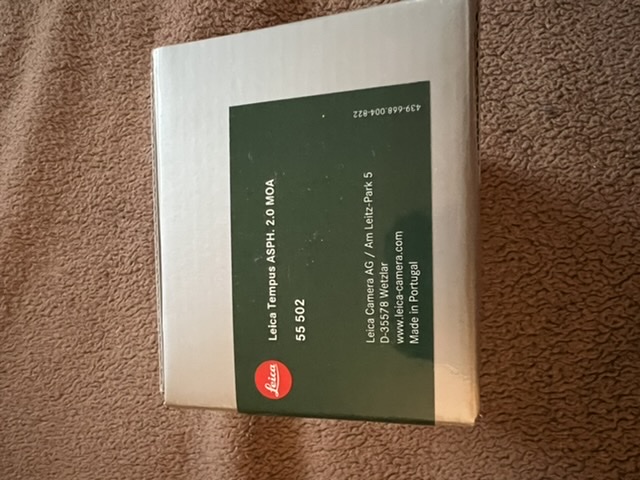 Leica
Leica Tempus ASPH. 2.0 MOA
55 502
Leica Camera AG / Am Leitz-Park 5
D-35578 Wetzlar
www.leica-camera.com
Made in Portugal
439-668.004-822